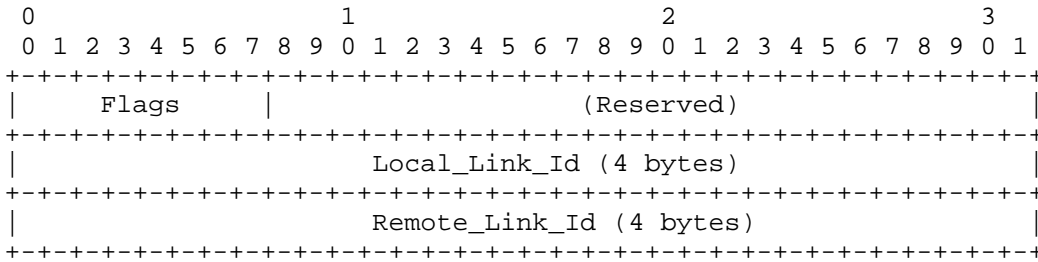 0                   1                   2                   3
 0 1 2 3 4 5 6 7 8 9 0 1 2 3 4 5 6 7 8 9 0 1 2 3 4 5 6 7 8 9 0 1
+-+-+-+-+-+-+-+-+-+-+-+-+-+-+-+-+-+-+-+-+-+-+-+-+-+-+-+-+-+-+-+-+
|     Flags     |                   (Reserved)                  |
+-+-+-+-+-+-+-+-+-+-+-+-+-+-+-+-+-+-+-+-+-+-+-+-+-+-+-+-+-+-+-+-+
|                      Local_Link_Id (4 bytes)                  |
+-+-+-+-+-+-+-+-+-+-+-+-+-+-+-+-+-+-+-+-+-+-+-+-+-+-+-+-+-+-+-+-+
|                      Remote_Link_Id (4 bytes)                 |
+-+-+-+-+-+-+-+-+-+-+-+-+-+-+-+-+-+-+-+-+-+-+-+-+-+-+-+-+-+-+-+-+